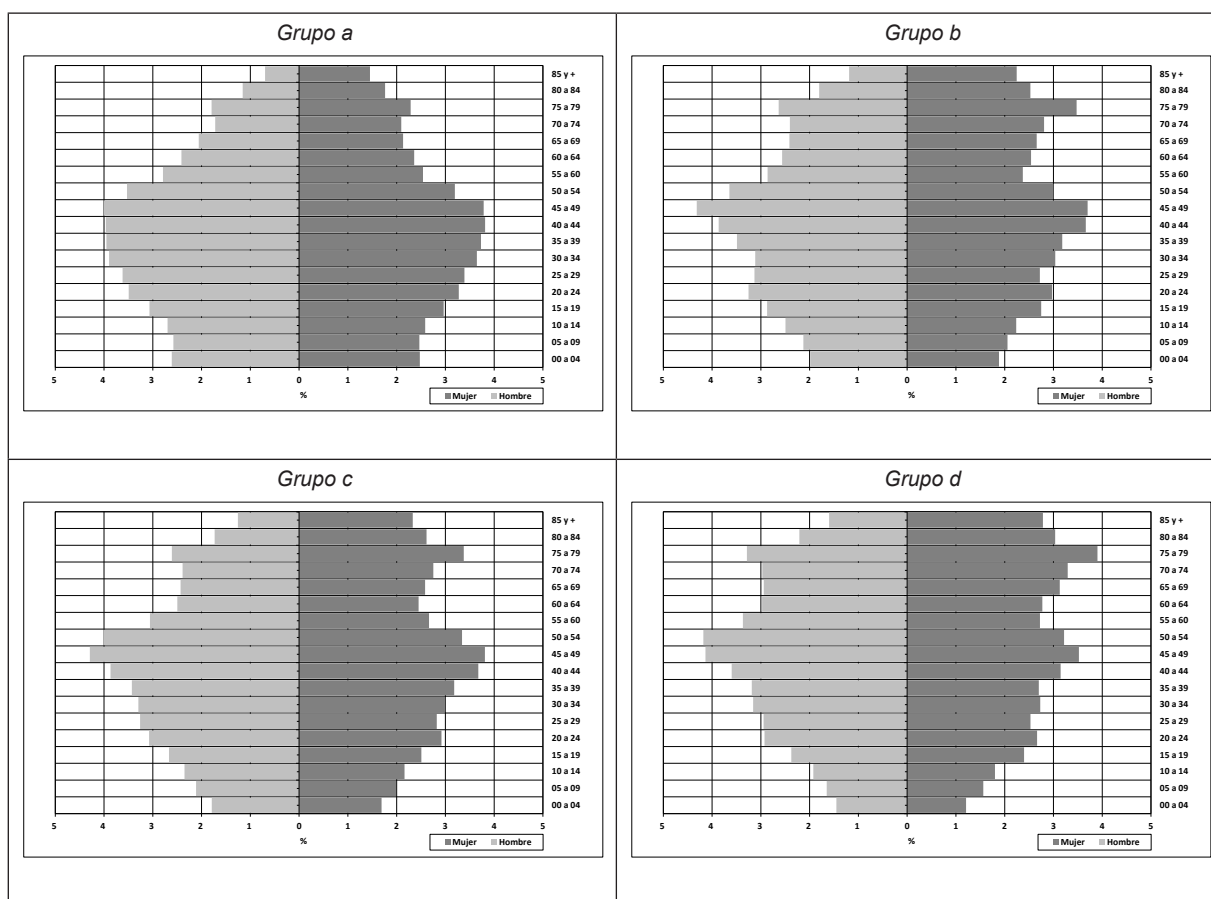 Grupo a
85 y +
80 a 84
75 a 79
70 a 74
65 a 69
60 a 64
55 a 60
50 a 54
45 a 49
40 a 44
35 a 39
30 a 34
25 a 29
20 a 24
15 a 19
10 a 14
05 a 09
00 a 04
5 4 3 2 1 0 1 2 3 4 5
%
Mujer Hombre
Grupo b
85 y +
80 a 84
75 a 79
70 a 74
65 a 69
60 a 64
55 a 60
50 a 54
45 a 49
40 a 44
35 a 39
30 a 34
25 a 29
20 a 24
15 a 19
10 a 14
05 a 09
00 a 04
5 4 3 2 1 0 1 2 3 4 5
%
Mujer Hombre
Grupo c
85 y +
80 a 84
75 a 79
70 a 74
65 a 69
60 a 64
55 a 60
50 a 54
45 a 49
40 a 44
35 a 39
30 a 34
25 a 29
20 a 24
15 a 19
10 a 14
05 a 09
00 a 04
5 4 3 2 1 0 1 2 3 4 5
%
Mujer Hombre
Grupo d
85 y +
80 a 84
75 a 79
70 a 74
65 a 69
60 a 64
55 a 60
50 a 54
45 a 49
40 a 44
35 a 39
30 a 34
25 a 29
20 a 24
15 a 19
10 a 14
05 a 09
00 a 04
5 4 3 2 1 0 1 2 3 4 5
%
Mujer Hombre